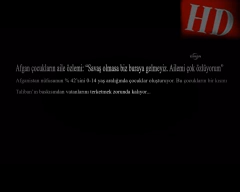 HD
Afgan çocukların aile özlemi: "Savaş olmasa biz buraya gelmeyiz. Ailemi çok özlüyorum"
Afganistan nüfusunun % 42'sini 0-14 yaş aralığında çocuklar oluşturuyor. Bu çocukların bir kısmı
Taliban'ın baskısından vatanlarını terketmek zorunda kalıyor...